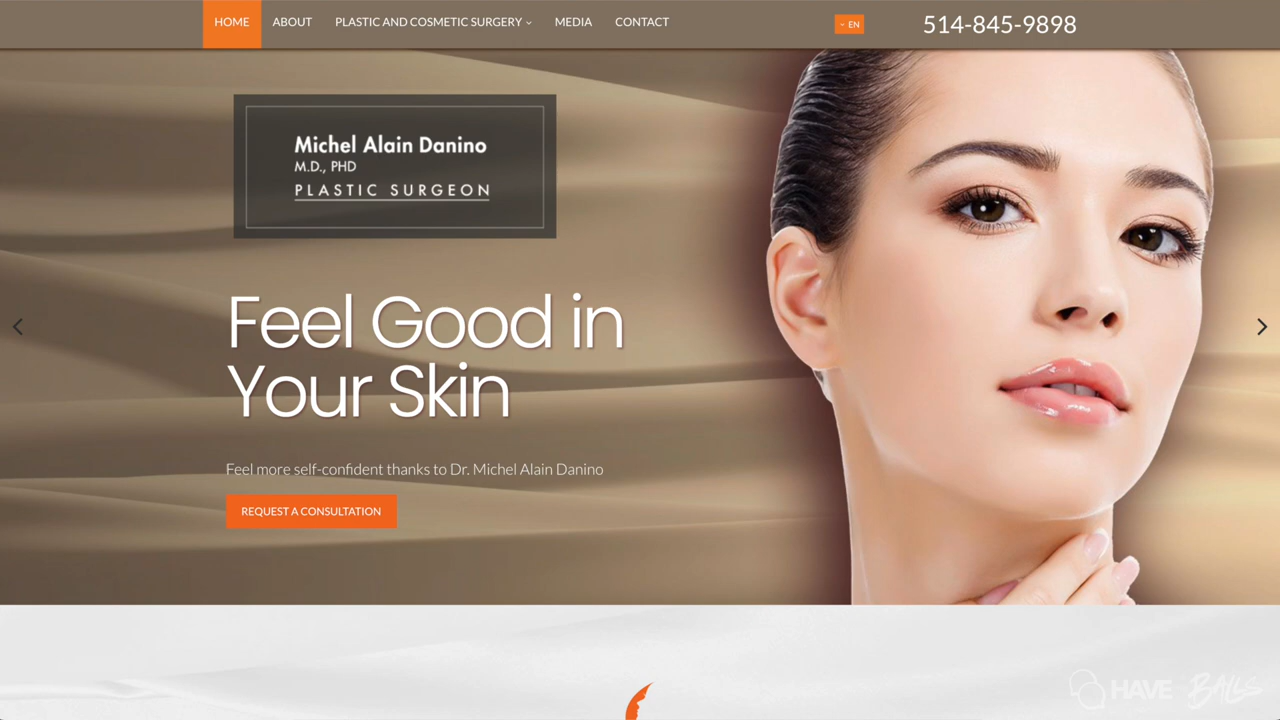 HOME
ABOUT
PLASTIC AND COSMETIC SURGERY
MEDIA
CONTACT
EN
514-845-9898
Michel Alain Danino
M.D., PHD
PLASTIC SURGEON
Feel Good in
Your Skin
Feel more self-confident thanks to Dr. Michel Alain Danino
REQUEST A CONSULTATION
HAVE BALLS